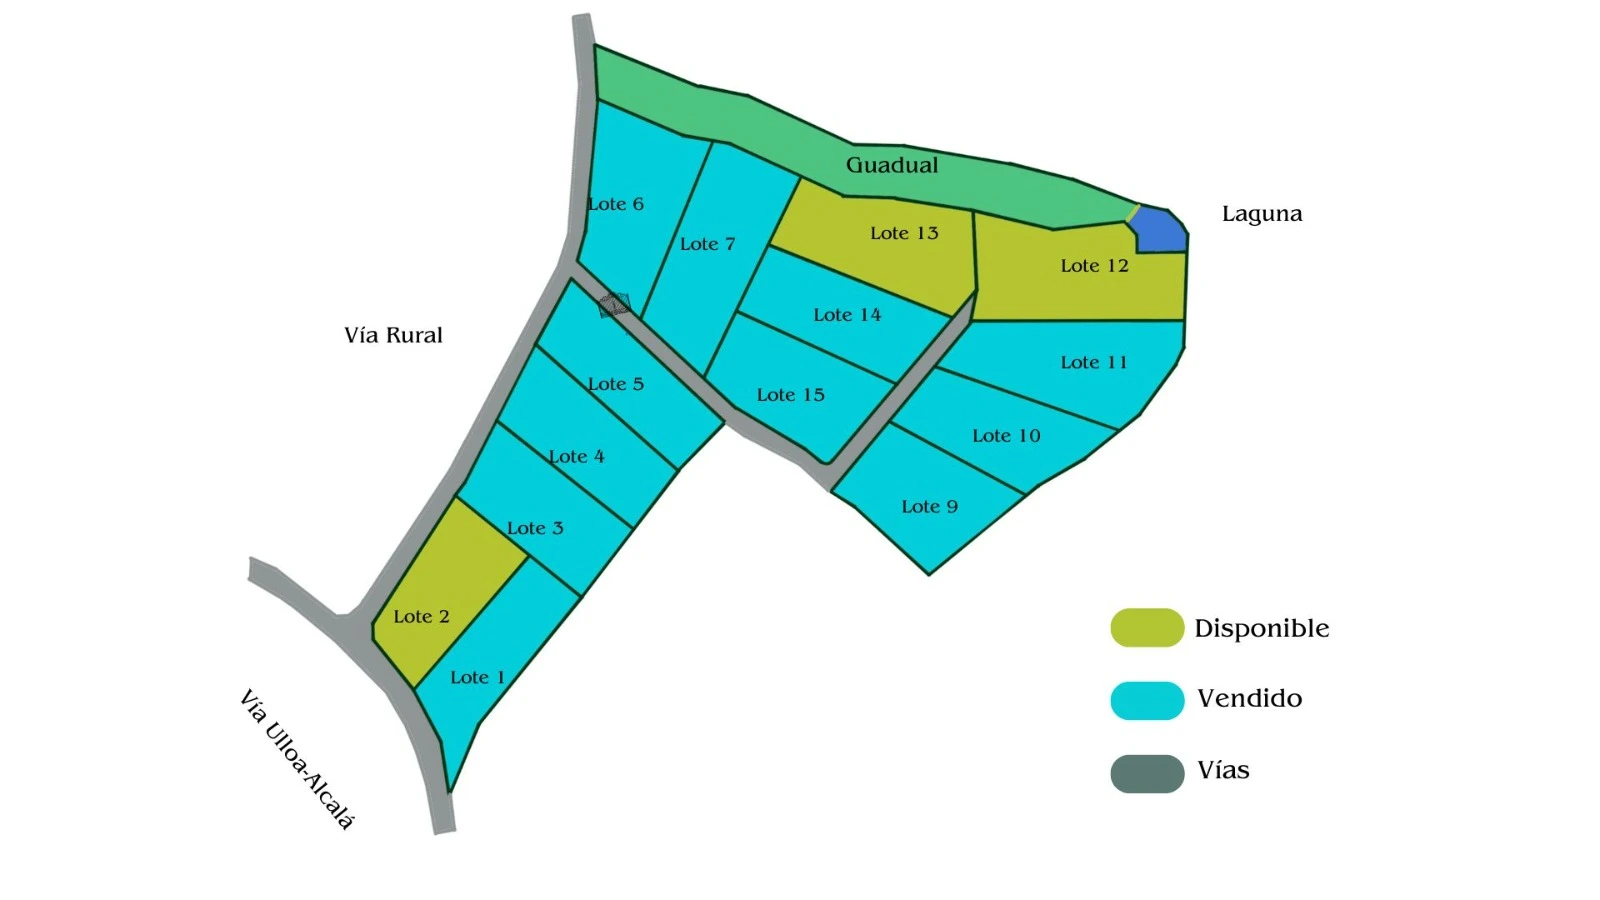 Guadual
Laguna
Lote 6
Lote 7
Lote 13
Lote 12
Lote 14
Vía Rural
Lote 11
Lote 5
Lote 15
Lote 10
Lote 4
Lote 9
Lote 3
Lote 2
Lote 1
Vía Ulloa-Alcalá
Disponible
Vendido
Vías